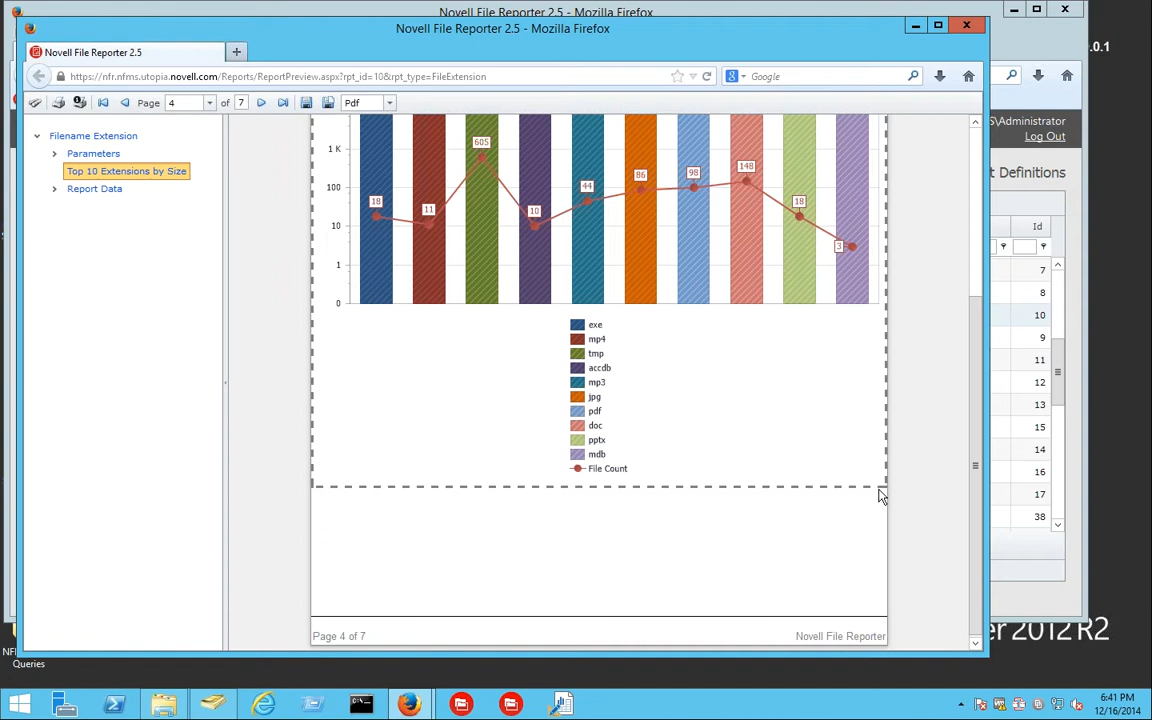 Novell File Reporter 2.5 - Mozilla Firefox
Novell File Reporter 2.5 - Mozilla Firefox
Novell File Reporter 2.5
https://nfr.nfms.utopia.novell.com/Reports/ReportPreview.aspx?rpt_id=10&rpt_type=FileExtension
Google
Page 4 of 7
Pdf
.0.1
S\Administrator
Log Out
t Definitions
Id
7
8
10
9
11
12
13
15
14
16
17
38
Filename Extension
Parameters
Top 10 Extensions by Size
Report Data
1 K
100
10
1
0
18
11
605
10
44
86
98
148
18
3
exe
mp4
tmp
accdb
mp3
jpg
pdf
doc
pptx
mdb
File Count
Page 4 of 7
Novell File Reporter
er 2012 R2
NF
Queries
6:41 PM
12/16/2014